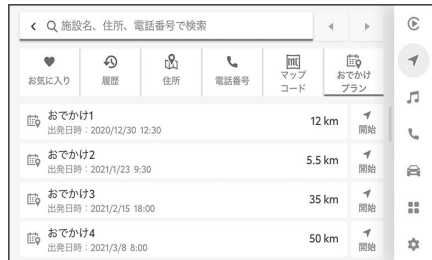 施設名、住所、電話番号で検索
お気に入り
履歴
住所
電話番号
マップ
コード
おでかけ
プラン
おでかけ1
12 km
出発日時：2020/12/30 12:30
開始
おでかけ2
5.5 km
出発日時：2021/1/23 9:30
開始
おでかけ3
35 km
出発日時：2021/2/15 18:00
開始
おでかけ4
50 km
出発日時：2021/3/8 8:00
開始